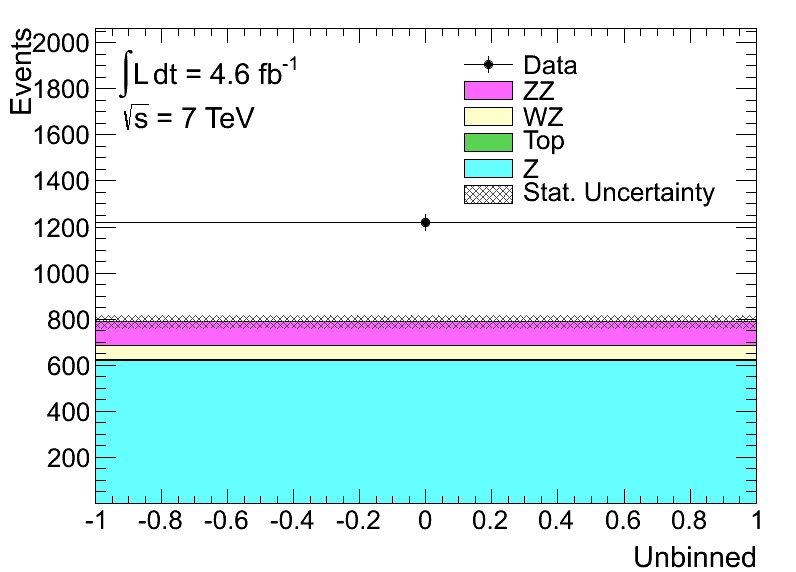 Events
2000
1800
1600
1400
1200
1000
800
600
400
200
∫L dt = 4.6 fb⁻¹
√s = 7 TeV
Data
ZZ
WZ
Top
Z
Stat. Uncertainty
-1 -0.8 -0.6 -0.4 -0.2 0 0.2 0.4 0.6 0.8 1
Unbinned